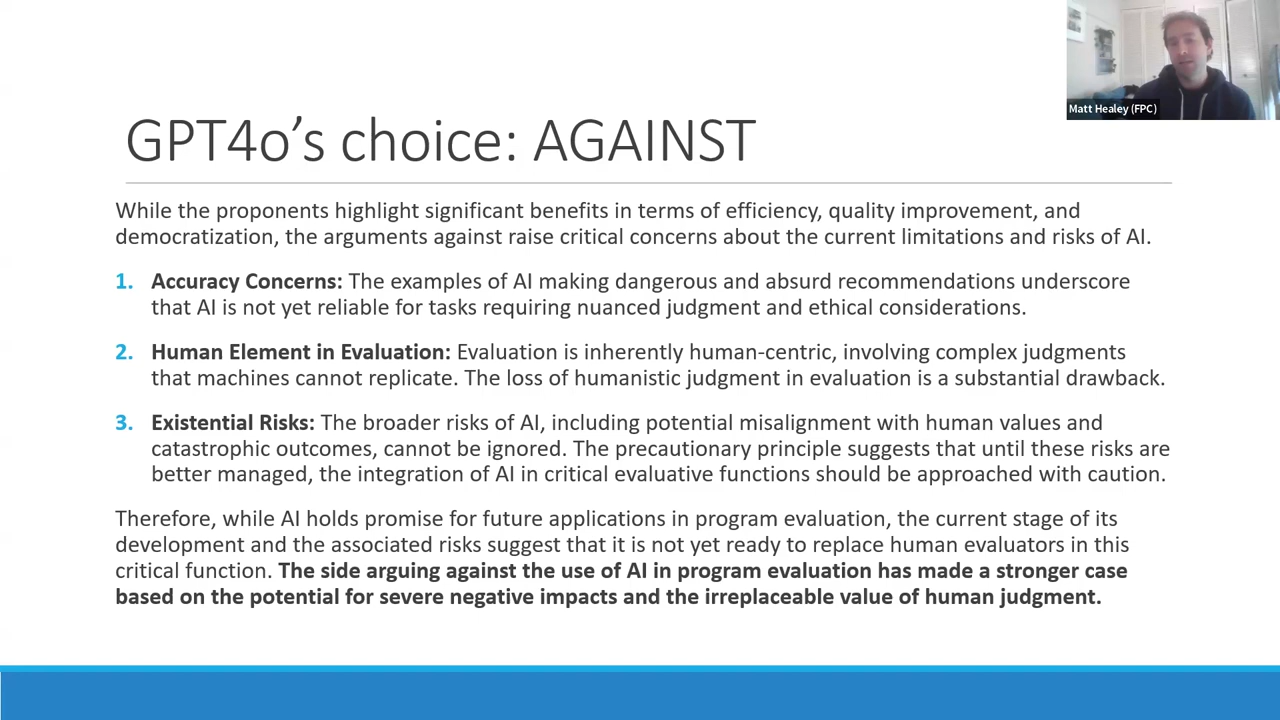 Matt Healey (FPC)
GPT4o’s choice: AGAINST
While the proponents highlight significant benefits in terms of efficiency, quality improvement, and
democratization, the arguments against raise critical concerns about the current limitations and risks of AI.
1. Accuracy Concerns: The examples of AI making dangerous and absurd recommendations underscore
that AI is not yet reliable for tasks requiring nuanced judgment and ethical considerations.
2. Human Element in Evaluation: Evaluation is inherently human-centric, involving complex judgments
that machines cannot replicate. The loss of humanistic judgment in evaluation is a substantial drawback.
3. Existential Risks: The broader risks of AI, including potential misalignment with human values and
catastrophic outcomes, cannot be ignored. The precautionary principle suggests that until these risks are
better managed, the integration of AI in critical evaluative functions should be approached with caution.
Therefore, while AI holds promise for future applications in program evaluation, the current stage of its
development and the associated risks suggest that it is not yet ready to replace human evaluators in this
critical function. The side arguing against the use of AI in program evaluation has made a stronger case
based on the potential for severe negative impacts and the irreplaceable value of human judgment.